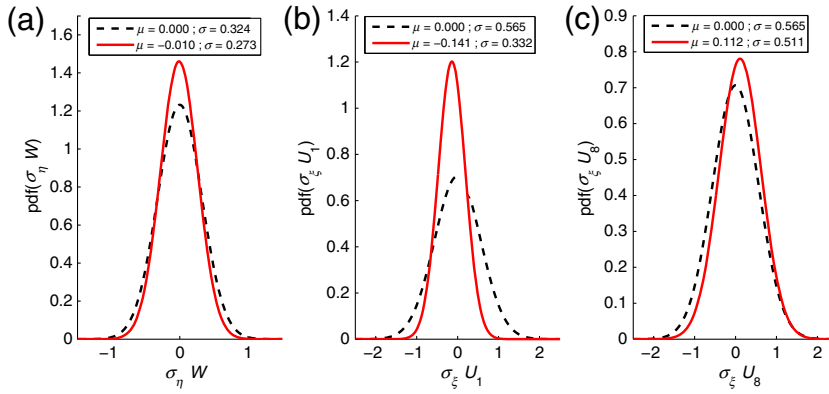 (a)
μ = 0.000 ; σ = 0.324
μ = −0.010 ; σ = 0.273
pdf(σ_η W)
1.6
1.4
1.2
1
0.8
0.6
0.4
0.2
0
−1 0 1
σ_η W
(b)
μ = 0.000 ; σ = 0.565
μ = −0.141 ; σ = 0.332
pdf(σ_ξ U_1)
1.4
1.2
1
0.8
0.6
0.4
0.2
0
−2 −1 0 1 2
σ_ξ U_1
(c)
μ = 0.000 ; σ = 0.565
μ = 0.112 ; σ = 0.511
pdf(σ_ξ U_8)
0.9
0.8
0.7
0.6
0.5
0.4
0.3
0.2
0.1
0
−2 −1 0 1 2
σ_ξ U_8